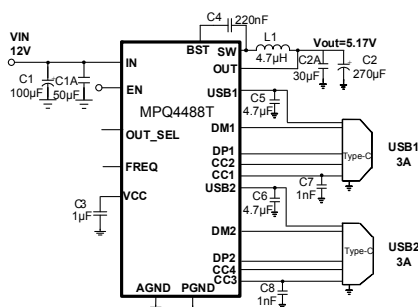 C4
220nF
VIN
12V
BST
SW
L1
4.7µH
Vout=5.17V
C1
100µF
C1A
50µF
IN
OUT
C2A
30µF
C2
270µF
EN
MPQ4488T
USB1
C5
4.7µF
OUT_SEL
DM1
Type-C
USB1
3A
FREQ
DP1
CC2
CC1
C7
1nF
VCC
USB2
C3
1µF
C6
4.7µF
DM2
Type-C
USB2
3A
DP2
CC4
CC3
AGND
PGND
C8
1nF